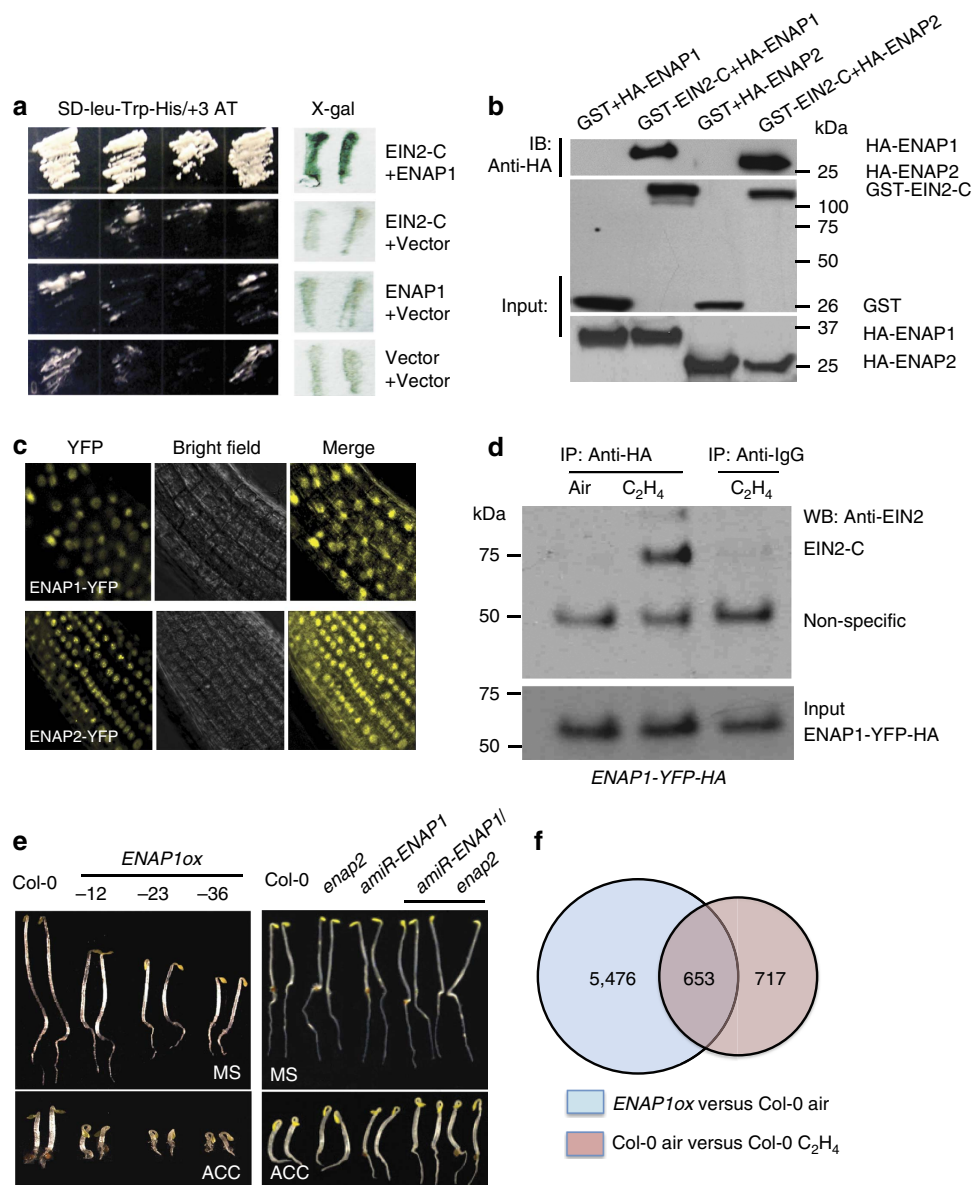 a
SD-leu-Trp-His/+3 AT
X-gal
EIN2-C
+ENAP1
EIN2-C
+Vector
ENAP1
+Vector
Vector
+Vector
b
GST+HA-ENAP1
GST-EIN2-C+HA-ENAP1
GST+HA-ENAP2
GST-EIN2-C+HA-ENAP2
kDa
IB:
Anti-HA
HA-ENAP1
25
HA-ENAP2
GST-EIN2-C
100
75
50
Input:
26
GST
37
HA-ENAP1
25
HA-ENAP2
c
YFP
Bright field
Merge
ENAP1-YFP
ENAP2-YFP
d
IP: Anti-HA
IP: Anti-IgG
Air
C₂H₄
C₂H₄
kDa
WB: Anti-EIN2
75
EIN2-C
50
Non-specific
75
Input
ENAP1-YFP-HA
50
ENAP1-YFP-HA
e
ENAP1ox
Col-0
–12
–23
–36
MS
ACC
Col-0
enap2
amiR-ENAP1
amiR-ENAP1/
enap2
MS
ACC
f
5,476
653
717
ENAP1ox versus Col-0 air
Col-0 air versus Col-0 C₂H₄